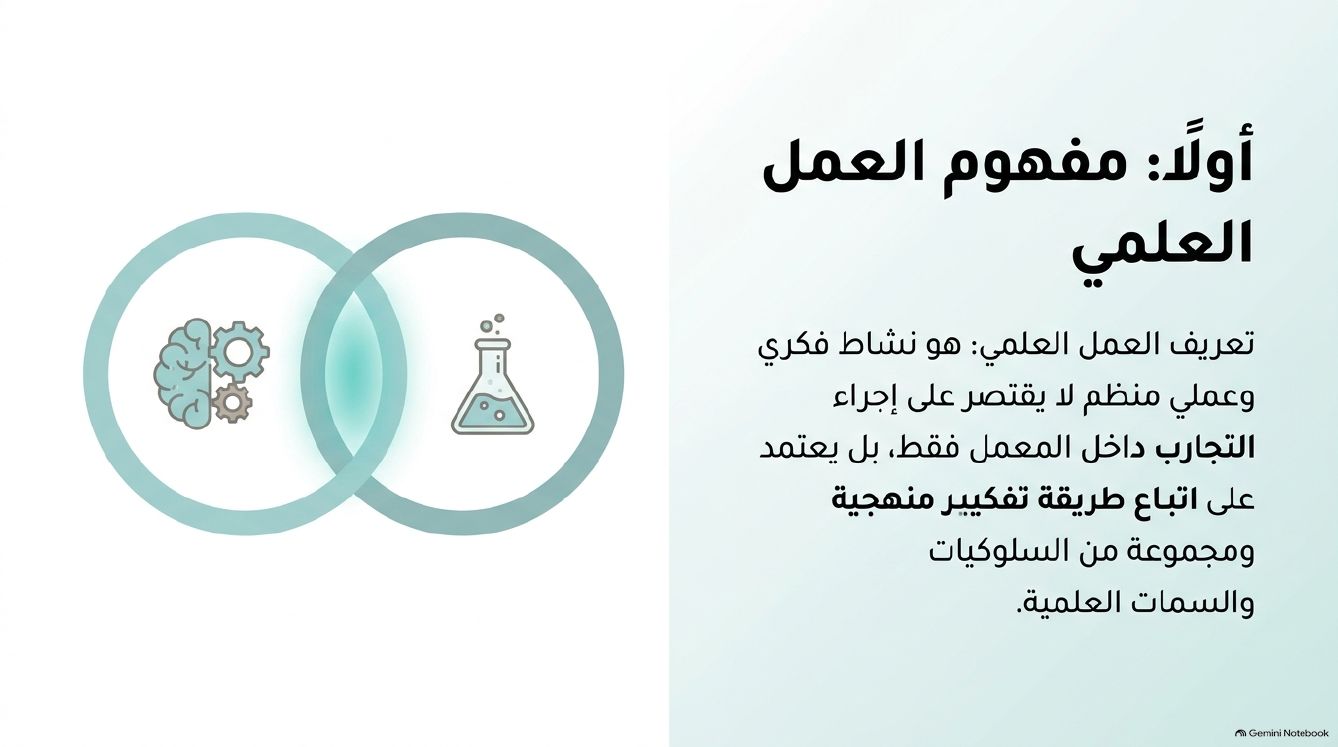 أولًا: مفهوم العمل
العلمي
تعريف العمل العلمي: هو نشاط فكري
وعملي منظم لا يقتصر على إجراء
التجارب داخل المعمل فقط، بل يعتمد
على اتباع طريقة تفكيير منهجية
ومجموعة من السلوكيات
والسمات العلمية.
Gemini Notebook